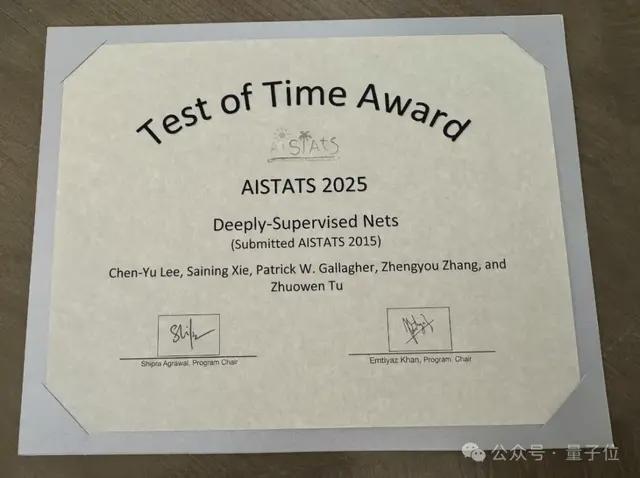 Test of Time Award
AISTATS
AISTATS 2025
Deeply-Supervised Nets
(Submitted AISTATS 2015)
Chen-Yu Lee, Saining Xie, Patrick W. Gallagher, Zhengyou Zhang, and
Zhuowen Tu
Shipra Agrawal, Program Chair
Emtiyaz Khan, Program Chair
公众号 · 量子位